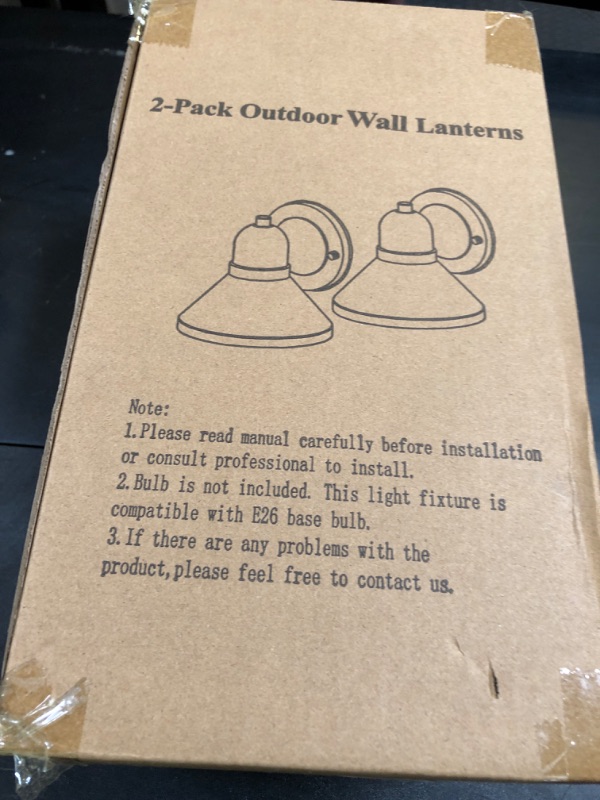 2-Pack Outdoor Wall Lanterns
Note:
1.Please read manual carefully before installation
or consult professional to install.
2.Bulb is not included. This light fixture is
compatible with E26 base bulb.
3.If there are any problems with the
product,please feel free to contact us.